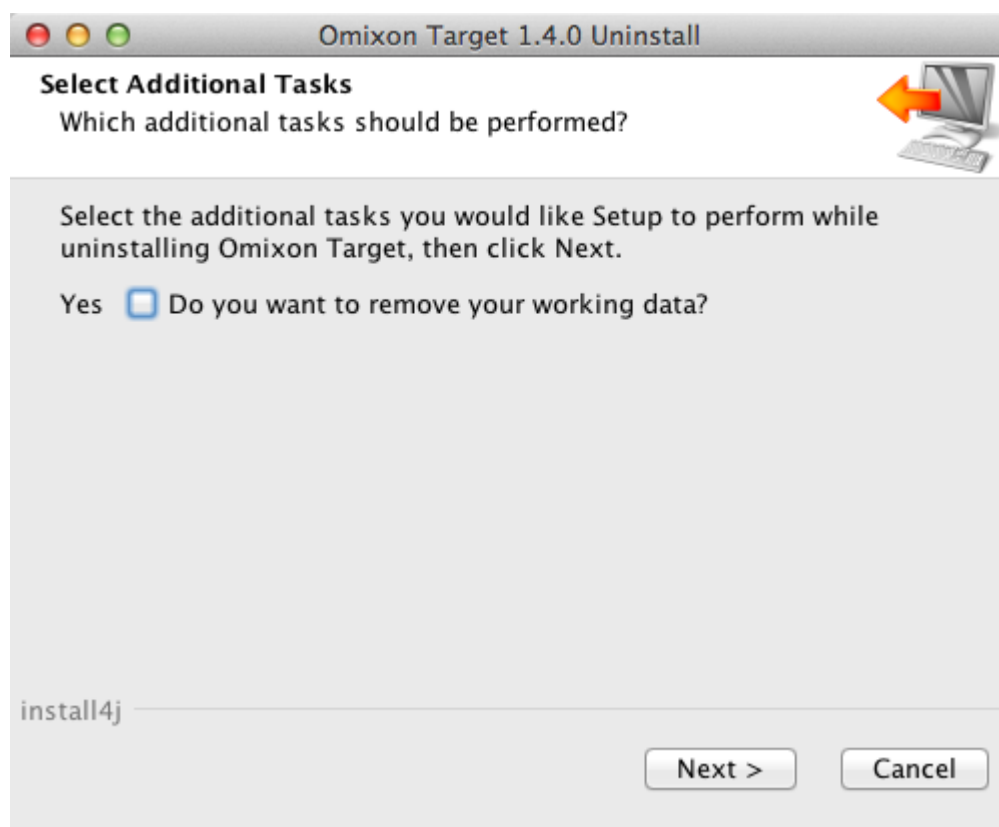 Omixon Target 1.4.0 Uninstall
Select Additional Tasks
Which additional tasks should be performed?
Select the additional tasks you would like Setup to perform while
uninstalling Omixon Target, then click Next.
Yes Do you want to remove your working data?
install4j
Next > Cancel